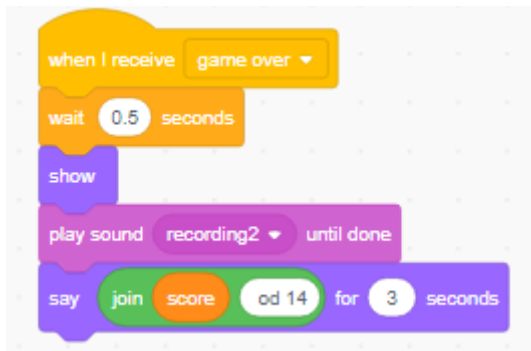 when I receive game over
wait 0.5 seconds
show
play sound recording2 until done
say join score od 14 for 3 seconds